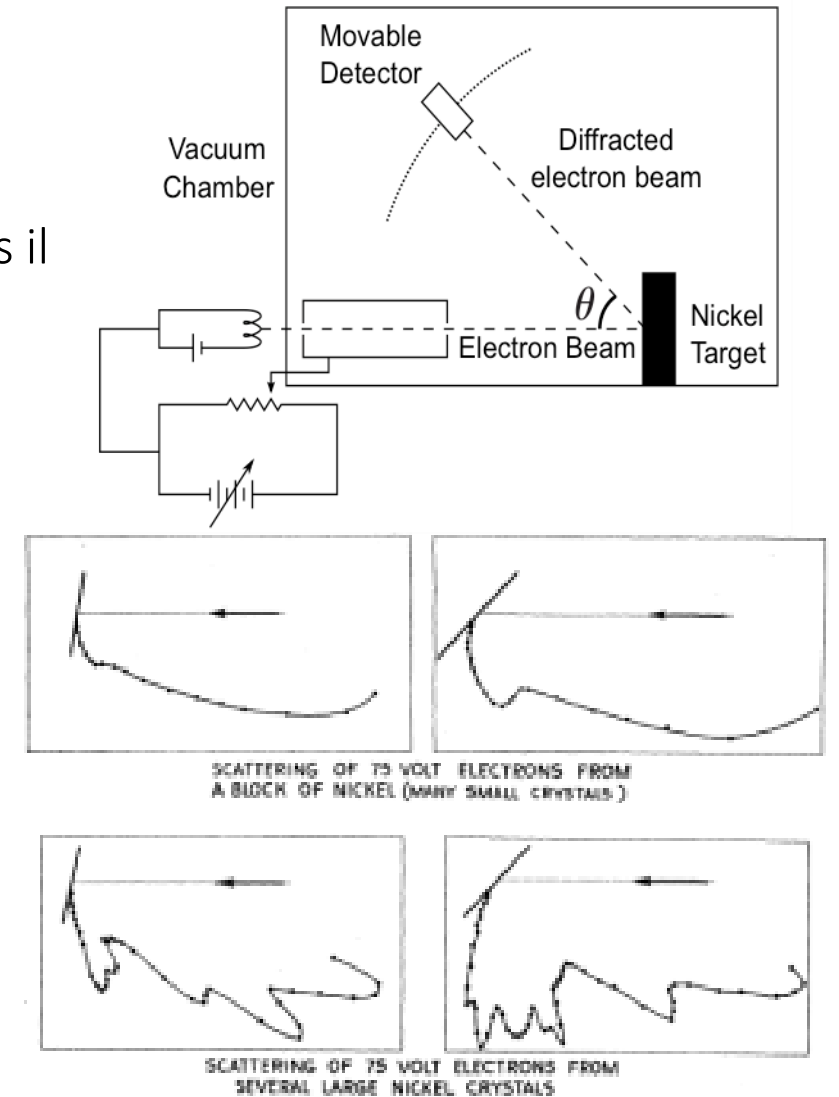 Movable
Detector
Vacuum
Chamber
Diffracted
electron beam
s il
θ
Nickel
Target
Electron Beam
SCATTERING OF 75 VOLT ELECTRONS FROM
A BLOCK OF NICKEL (MANY SMALL CRYSTALS)
SCATTERING OF 75 VOLT ELECTRONS FROM
SEVERAL LARGE NICKEL CRYSTALS